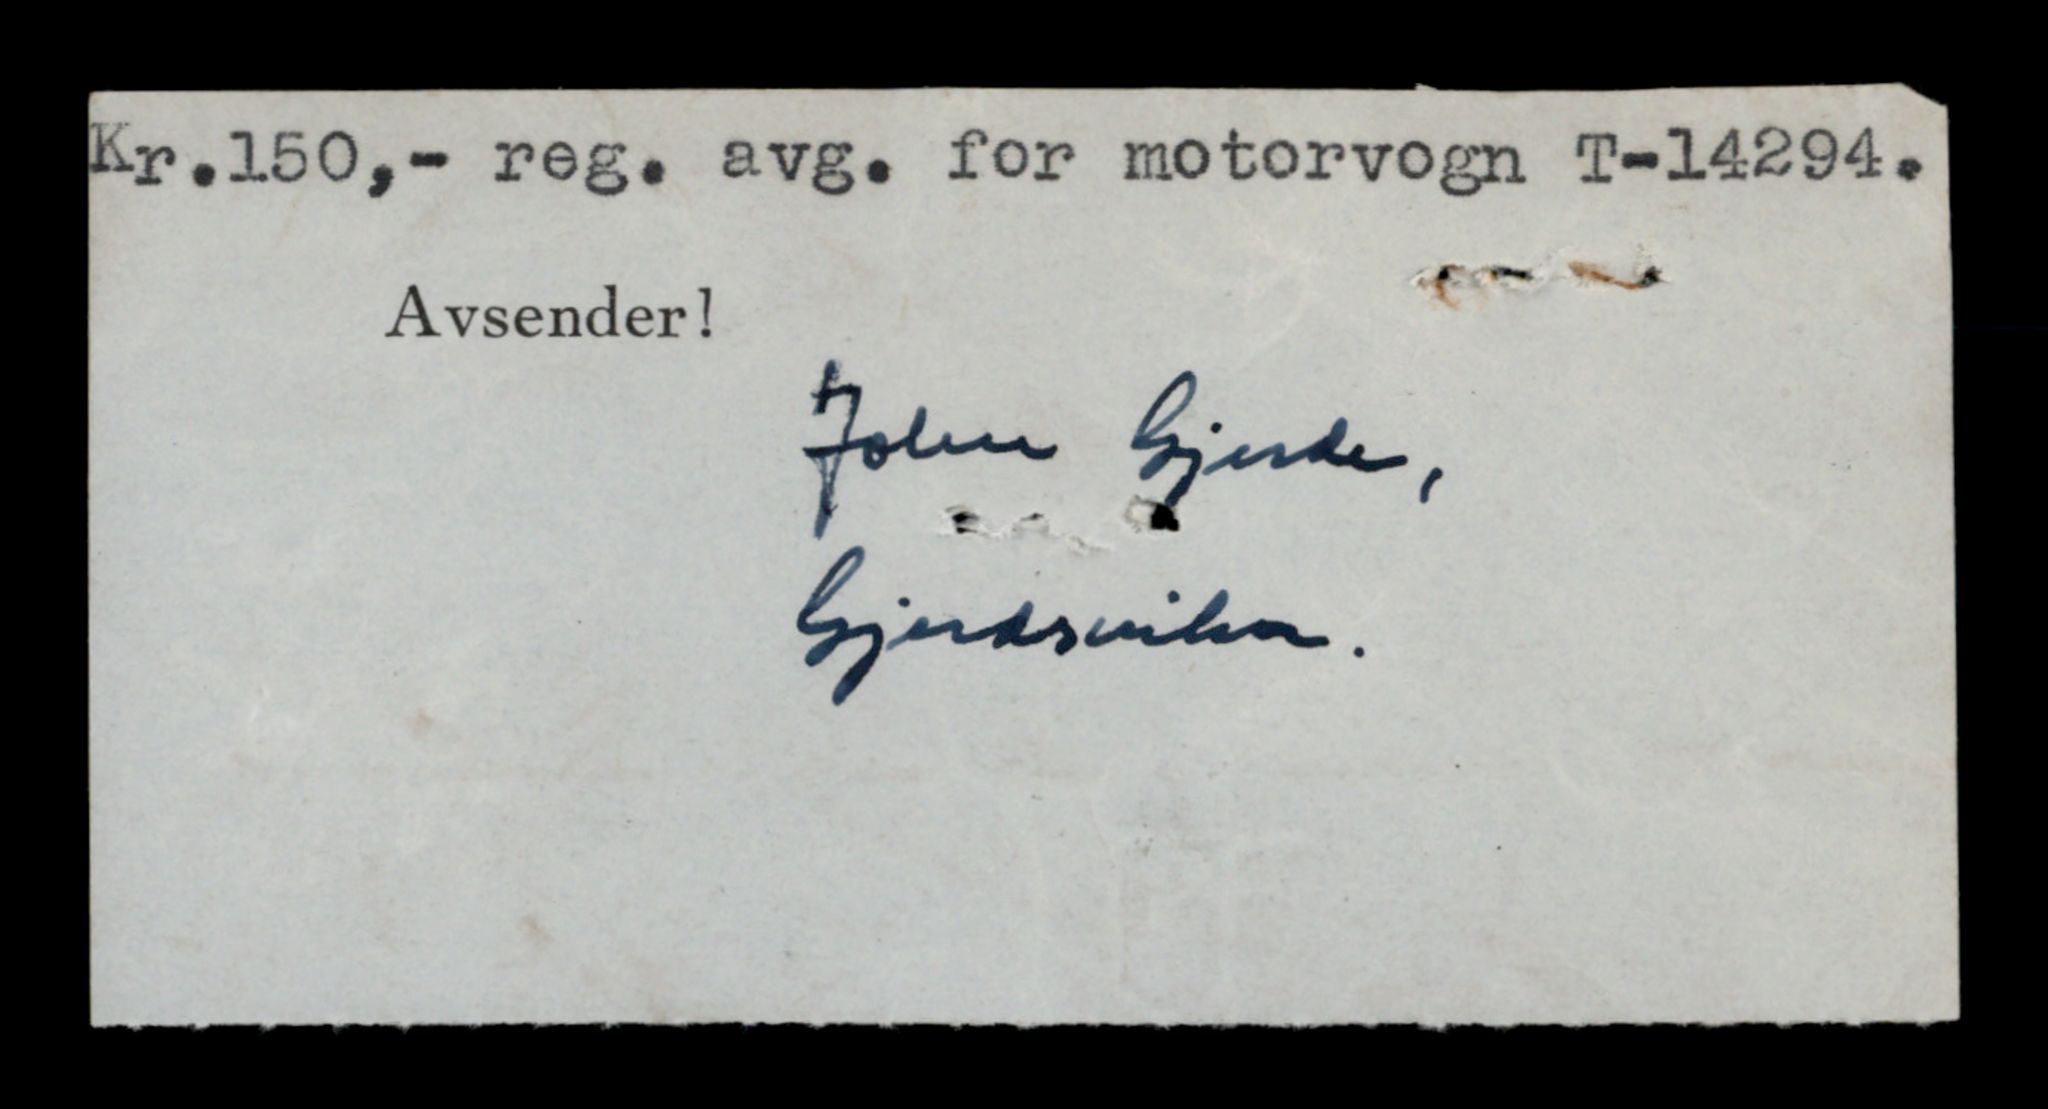 Kr.150,- reg. avg. for motorvogn T-14294.
Avsender!
Johan Gjerde,
Gjerdsvika.